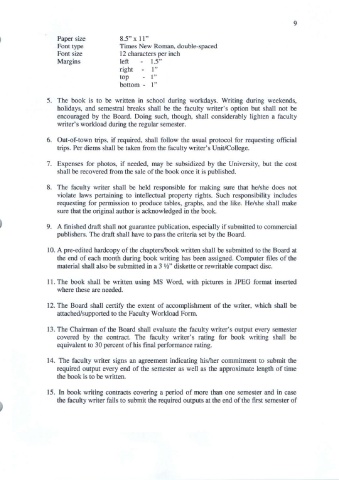 9
Paper size 8.5" x 11"
Font type Times New Roman, double-spaced
Font size 12 characters per inch
Margins left - 1.5"
right - 1"
top - 1"
bottom - 1"
5. The book is to be written in school during workdays. Writing during weekends,
holidays, and semestral breaks shall be the faculty writer's option but shall not be
encouraged by the Board. Doing such, though, shall considerably lighten a faculty
writer's workload during the regular semester.
6. Out-of-town trips, if required, shall follow the usual protocol for requesting official
trips. Per diems shall be taken from the faculty writer's Unit/College.
7. Expenses for photos, if needed, may be subsidized by the University, but the cost
shall be recovered from the sale of the book once it is published.
8. The faculty writer shall be held responsible for making sure that he/she does not
violate laws pertaining to intellectual property rights. Such responsibility includes
requesting for permission to produce tables, graphs, and the like. He/she shall make
sure that the original author is acknowledged in the book.
9. A finished draft shall not guarantee publication, especially if submitted to commercial
publishers. The draft shall have to pass the criteria set by the Board.
10. A pre-edited hardcopy of the chapters/book written shall be submitted to the Board at
the end of each month during book writing has been assigned. Computer files of the
material shall also be submitted in a 3 ½" diskette or rewritable compact disc.
11. The book shall be written using MS Word, with pictures in JPEG format inserted
where these are needed.
12. The Board shall certify the extent of accomplishment of the writer, which shall be
attached/supported to the Faculty Workload Form.
13. The Chairman of the Board shall evaluate the faculty writer's output every semester
covered by the contract. The faculty writer's rating for book writing shall be
equivalent to 30 percent of his final performance rating.
14. The faculty writer signs an agreement indicating his/her commitment to submit the
required output every end of the semester as well as the approximate length of time
the book is to be written.
15. In book writing contracts covering a period of more than one semester and in case
the faculty writer fails to submit the required outputs at the end of the first semester of